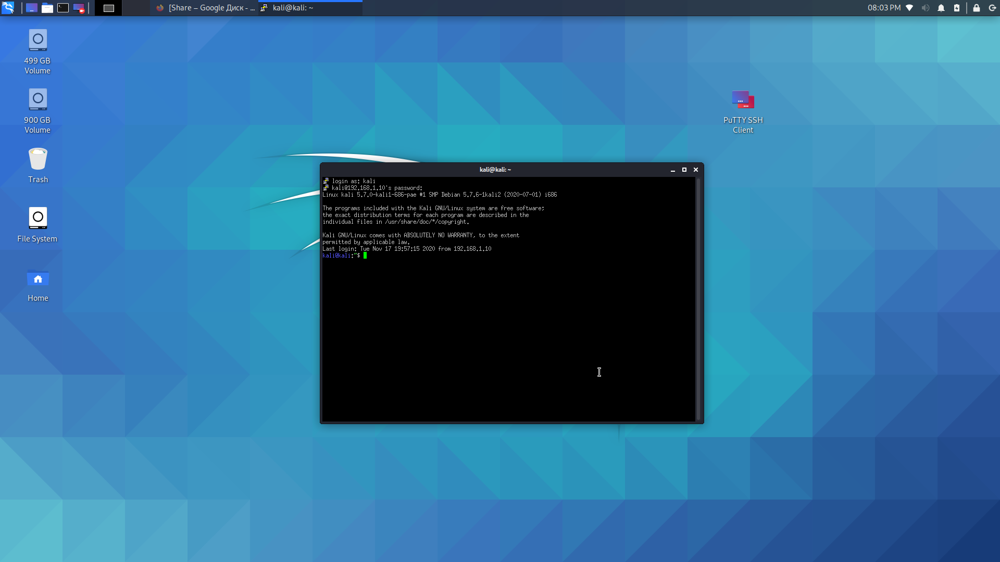 [Share – Google Диск - ...
kali@kali: ~
08:03 PM
499 GB
Volume
900 GB
Volume
Trash
File System
Home
PuTTY SSH
Client
kali@kali: ~
login as: kali
kali@192.168.1.10's password:
Linux kali 5.7.0-kali1-686-pae #1 SMP Debian 5.7.6-1kali2 (2020-07-01) i686
The programs included with the Kali GNU/Linux system are free software;
the exact distribution terms for each program are described in the
individual files in /usr/share/doc/*/copyright.
Kali GNU/Linux comes with ABSOLUTELY NO WARRANTY, to the extent
permitted by applicable law.
Last login: Tue Nov 17 19:57:15 2020 from 192.168.1.10
kali@kali:~$